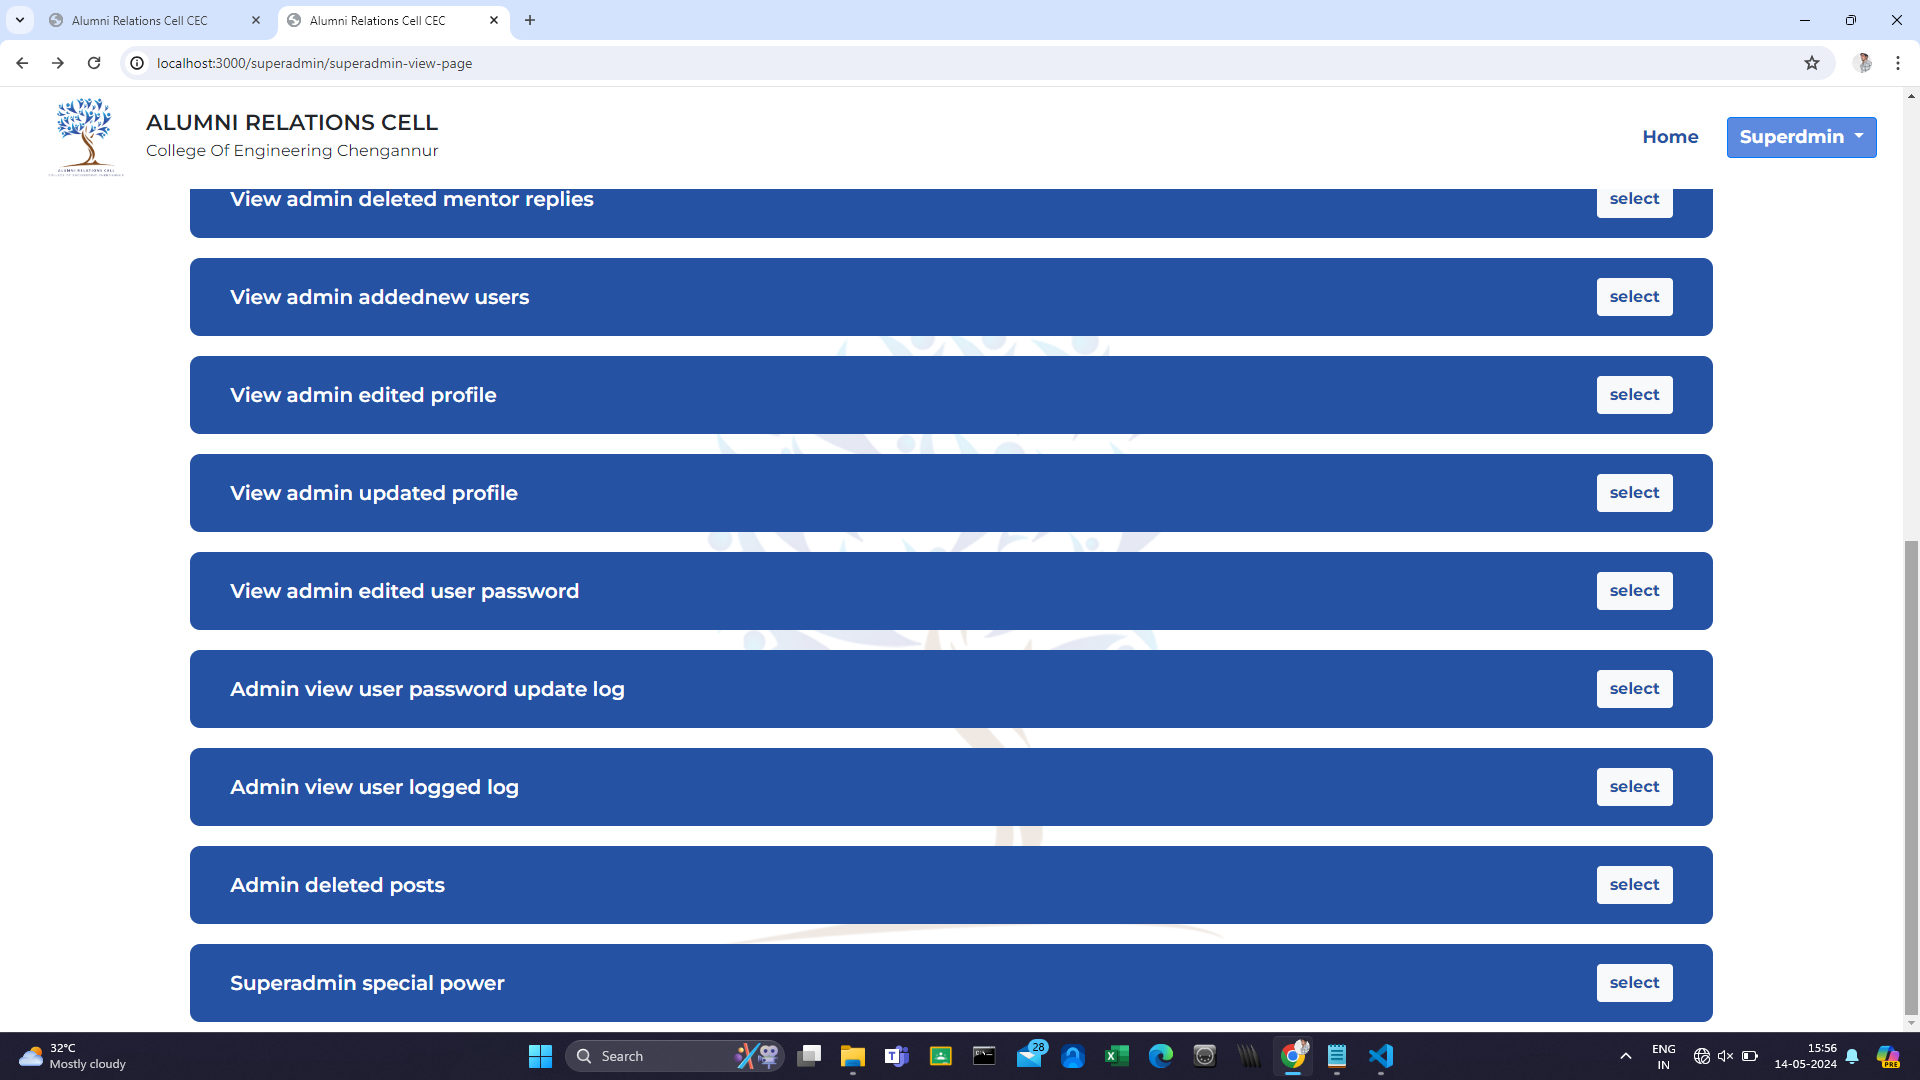 Alumni Relations Cell CEC
Alumni Relations Cell CEC
localhost:3000/superadmin/superadmin-view-page
ALUMNI RELATIONS CELL
College Of Engineering Chengannur
Home
Superdmin
View admin deleted mentor replies
select
View admin addednew users
select
View admin edited profile
select
View admin updated profile
select
View admin edited user password
select
Admin view user password update log
select
Admin view user logged log
select
Admin deleted posts
select
Superadmin special power
select
32°C
Mostly cloudy
Search
28
ENG
IN
15:56
14-05-2024
PRE